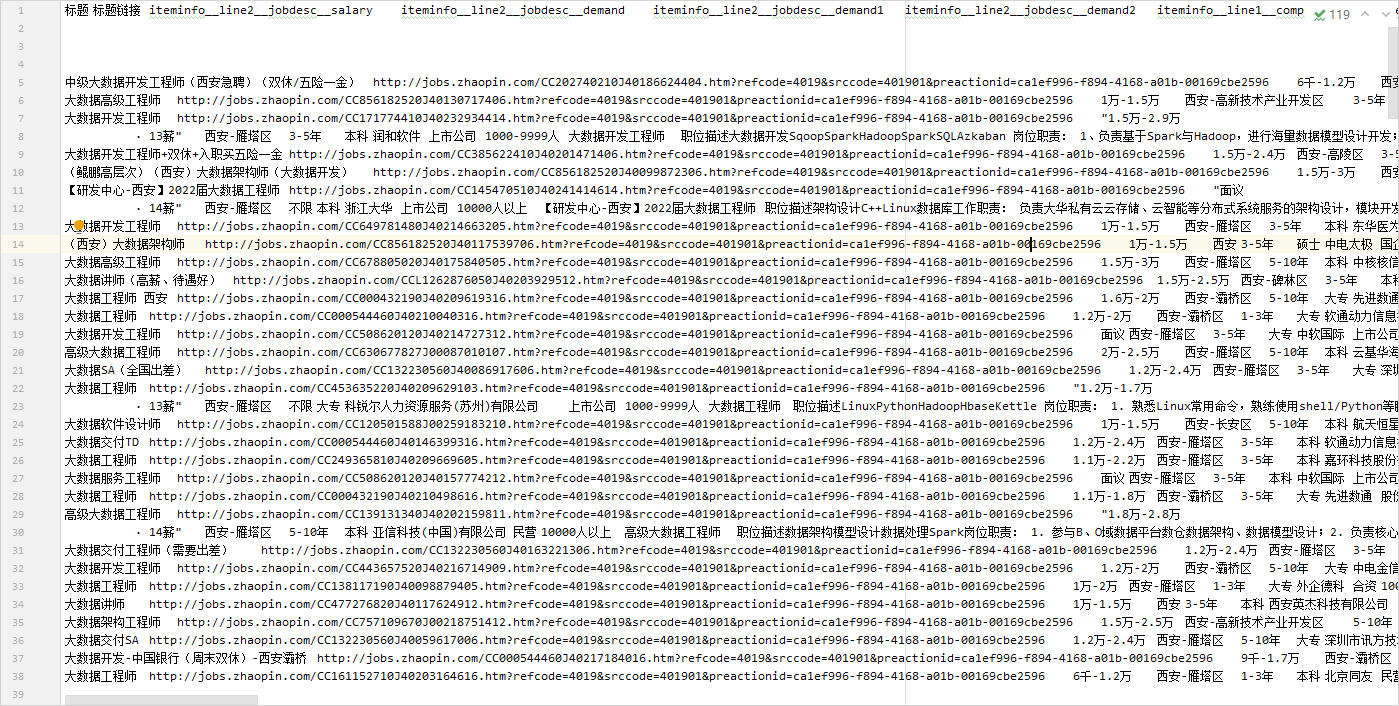 1 标题 标题链接 iteminfo__line2__jobdesc__salary iteminfo__line2__jobdesc__demand iteminfo__line2__jobdesc__demand1 iteminfo__line2__jobdesc__demand2 iteminfo__line1__comp 119
2
3
4
5 中级大数据开发工程师（西安急聘）（双休/五险一金） http://jobs.zhaopin.com/CC202740210J40186624404.htm?refcode=4019&srccode=401901&preactionid=ca1ef996-f894-4168-a01b-00169cbe2596 6千-1.2万 西安
6 大数据高级工程师 http://jobs.zhaopin.com/CC856182520J40130717406.htm?refcode=4019&srccode=401901&preactionid=ca1ef996-f894-4168-a01b-00169cbe2596 1万-1.5万 西安-高新技术产业开发区 3-5年
7 大数据开发工程师 http://jobs.zhaopin.com/CC171774410J40232934414.htm?refcode=4019&srccode=401901&preactionid=ca1ef996-f894-4168-a01b-00169cbe2596 "1.5万-2.9万
8 · 13薪" 西安-雁塔区 3-5年 本科 润和软件 上市公司 1000-9999人 大数据开发工程师 职位描述大数据开发SqoopSparkHadoopSparkSQLAzkaban 岗位职责： 1、负责基于Spark与Hadoop，进行海量数据模型设计开发；
9 大数据开发工程师+双休+入职买五险一金 http://jobs.zhaopin.com/CC385622410J40201471406.htm?refcode=4019&srccode=401901&preactionid=ca1ef996-f894-4168-a01b-00169cbe2596 1.5万-2.4万 西安-高陵区 3-5
10 （鲲鹏高层次）（西安）大数据架构师（大数据开发） http://jobs.zhaopin.com/CC856182520J40099872306.htm?refcode=4019&srccode=401901&preactionid=ca1ef996-f894-4168-a01b-00169cbe2596 1.5万-3万 西安
11 【研发中心-西安】2022届大数据工程师 http://jobs.zhaopin.com/CC145470510J40241414614.htm?refcode=4019&srccode=401901&preactionid=ca1ef996-f894-4168-a01b-00169cbe2596 "面议
12 · 14薪" 西安-雁塔区 不限 本科 浙江大华 上市公司 10000人以上 【研发中心-西安】2022届大数据工程师 职位描述架构设计C++Linux数据库工作职责： 负责大华私有云云存储、云智能等分布式系统服务的架构设计，模块开发
13 大数据开发工程师 http://jobs.zhaopin.com/CC649781480J40214663205.htm?refcode=4019&srccode=401901&preactionid=ca1ef996-f894-4168-a01b-00169cbe2596 1万-1.5万 西安-雁塔区 3-5年 本科 东华医为
14 （西安）大数据架构师 http://jobs.zhaopin.com/CC856182520J40117539706.htm?refcode=4019&srccode=401901&preactionid=ca1ef996-f894-4168-a01b-00169cbe2596 1万-1.5万 西安 3-5年 硕士 中电太极 国企
15 大数据高级工程师 http://jobs.zhaopin.com/CC678805020J40175840505.htm?refcode=4019&srccode=401901&preactionid=ca1ef996-f894-4168-a01b-00169cbe2596 1.5万-3万 西安-雁塔区 5-10年 本科 中核核信
16 大数据讲师（高薪、待遇好） http://jobs.zhaopin.com/CCL1262876050J40203929512.htm?refcode=4019&srccode=401901&preactionid=ca1ef996-f894-4168-a01b-00169cbe2596 1.5万-2.5万 西安-碑林区 3-5年 本科
17 大数据工程师 西安 http://jobs.zhaopin.com/CC000432190J40209619316.htm?refcode=4019&srccode=401901&preactionid=ca1ef996-f894-4168-a01b-00169cbe2596 1.6万-2万 西安-灞桥区 5-10年 大专 先进数通
18 大数据工程师 http://jobs.zhaopin.com/CC000544460J40210040316.htm?refcode=4019&srccode=401901&preactionid=ca1ef996-f894-4168-a01b-00169cbe2596 1.2万-2万 西安-灞桥区 1-3年 大专 软通动力信息
19 大数据开发工程师 http://jobs.zhaopin.com/CC508620120J40214727312.htm?refcode=4019&srccode=401901&preactionid=ca1ef996-f894-4168-a01b-00169cbe2596 面议 西安-雁塔区 3-5年 大专 中软国际 上市公司
20 高级大数据工程师 http://jobs.zhaopin.com/CC630677827J00087010107.htm?refcode=4019&srccode=401901&preactionid=ca1ef996-f894-4168-a01b-00169cbe2596 2万-2.5万 西安-雁塔区 5-10年 本科 云基华海
21 大数据SA（全国出差） http://jobs.zhaopin.com/CC132230560J40086917606.htm?refcode=4019&srccode=401901&preactionid=ca1ef996-f894-4168-a01b-00169cbe2596 1.2万-2.4万 西安-雁塔区 3-5年 大专 深圳
22 大数据工程师 http://jobs.zhaopin.com/CC453635220J40209629103.htm?refcode=4019&srccode=401901&preactionid=ca1ef996-f894-4168-a01b-00169cbe2596 "1.2万-1.7万
23 · 13薪" 西安-雁塔区 不限 大专 科锐尔人力资源服务(苏州)有限公司 上市公司 1000-9999人 大数据工程师 职位描述LinuxPythonHadoopHbaseKettle 岗位职责： 1. 熟悉Linux常用命令，熟练使用shell/Python等
24 大数据软件设计师 http://jobs.zhaopin.com/CC120501588J00259183210.htm?refcode=4019&srccode=401901&preactionid=ca1ef996-f894-4168-a01b-00169cbe2596 1万-1.5万 西安-长安区 5-10年 本科 航天恒星
25 大数据交付TD http://jobs.zhaopin.com/CC000544460J40146399316.htm?refcode=4019&srccode=401901&preactionid=ca1ef996-f894-4168-a01b-00169cbe2596 1.2万-2.4万 西安-雁塔区 3-5年 本科 软通动力信息
26 大数据工程师 http://jobs.zhaopin.com/CC249365810J40209669605.htm?refcode=4019&srccode=401901&preactionid=ca1ef996-f894-4168-a01b-00169cbe2596 1.1万-2.2万 西安-雁塔区 3-5年 本科 嘉环科技股份
27 大数据服务工程师 http://jobs.zhaopin.com/CC508620120J40157774212.htm?refcode=4019&srccode=401901&preactionid=ca1ef996-f894-4168-a01b-00169cbe2596 面议 西安-雁塔区 3-5年 本科 中软国际 上市公司
28 大数据工程师 http://jobs.zhaopin.com/CC000432190J40210498616.htm?refcode=4019&srccode=401901&preactionid=ca1ef996-f894-4168-a01b-00169cbe2596 1.1万-1.8万 西安-灞桥区 3-5年 大专 先进数通 股份
29 高级大数据工程师 http://jobs.zhaopin.com/CC139131340J40202159811.htm?refcode=4019&srccode=401901&preactionid=ca1ef996-f894-4168-a01b-00169cbe2596 "1.8万-2.8万
30 · 14薪" 西安-雁塔区 5-10年 本科 亚信科技(中国)有限公司 民营 10000人以上 高级大数据工程师 职位描述数据架构模型设计数据处理Spark岗位职责： 1. 参与B、O域数据平台数仓数据架构、数据模型设计；2. 负责核心
31 大数据交付工程师（需要出差） http://jobs.zhaopin.com/CC132230560J40163221306.htm?refcode=4019&srccode=401901&preactionid=ca1ef996-f894-4168-a01b-00169cbe2596 1.2万-2.4万 西安-雁塔区 3-5年
32 大数据开发工程师 http://jobs.zhaopin.com/CC443657520J40216714909.htm?refcode=4019&srccode=401901&preactionid=ca1ef996-f894-4168-a01b-00169cbe2596 1.2万-2万 西安-灞桥区 5-10年 大专 中电金信
33 大数据工程师 http://jobs.zhaopin.com/CC138117190J40098879405.htm?refcode=4019&srccode=401901&preactionid=ca1ef996-f894-4168-a01b-00169cbe2596 1万-2万 西安-雁塔区 1-3年 大专 外企德科 合资 100
34 大数据讲师 http://jobs.zhaopin.com/CC477276820J40117624912.htm?refcode=4019&srccode=401901&preactionid=ca1ef996-f894-4168-a01b-00169cbe2596 1万-1.5万 西安 3-5年 本科 西安英杰科技有限公司
35 大数据架构工程师 http://jobs.zhaopin.com/CC757109670J00218751412.htm?refcode=4019&srccode=401901&preactionid=ca1ef996-f894-4168-a01b-00169cbe2596 1.5万-2万 西安-高新技术产业开发区 5-10年
36 大数据交付SA http://jobs.zhaopin.com/CC132230560J40059617006.htm?refcode=4019&srccode=401901&preactionid=ca1ef996-f894-4168-a01b-00169cbe2596 1.2万-2.4万 西安-雁塔区 5-10年 大专 深圳市讯方技
37 大数据开发-中国银行（周末双休）-西安灞桥 http://jobs.zhaopin.com/CC000544460J40217184016.htm?refcode=4019&srccode=401901&preactionid=ca1ef996-f894-4168-a01b-00169cbe2596 9千-1.7万 西安-灞桥区
38 大数据工程师 http://jobs.zhaopin.com/CC161152710J40203164616.htm?refcode=4019&srccode=401901&preactionid=ca1ef996-f894-4168-a01b-00169cbe2596 6千-1.2万 西安-雁塔区 1-3年 本科 北京同友 民营
39